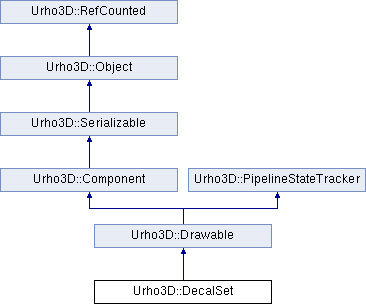 Urho3D::RefCounted
Urho3D::Object
Urho3D::Serializable
Urho3D::Component
Urho3D::PipelineStateTracker
Urho3D::Drawable
Urho3D::DecalSet